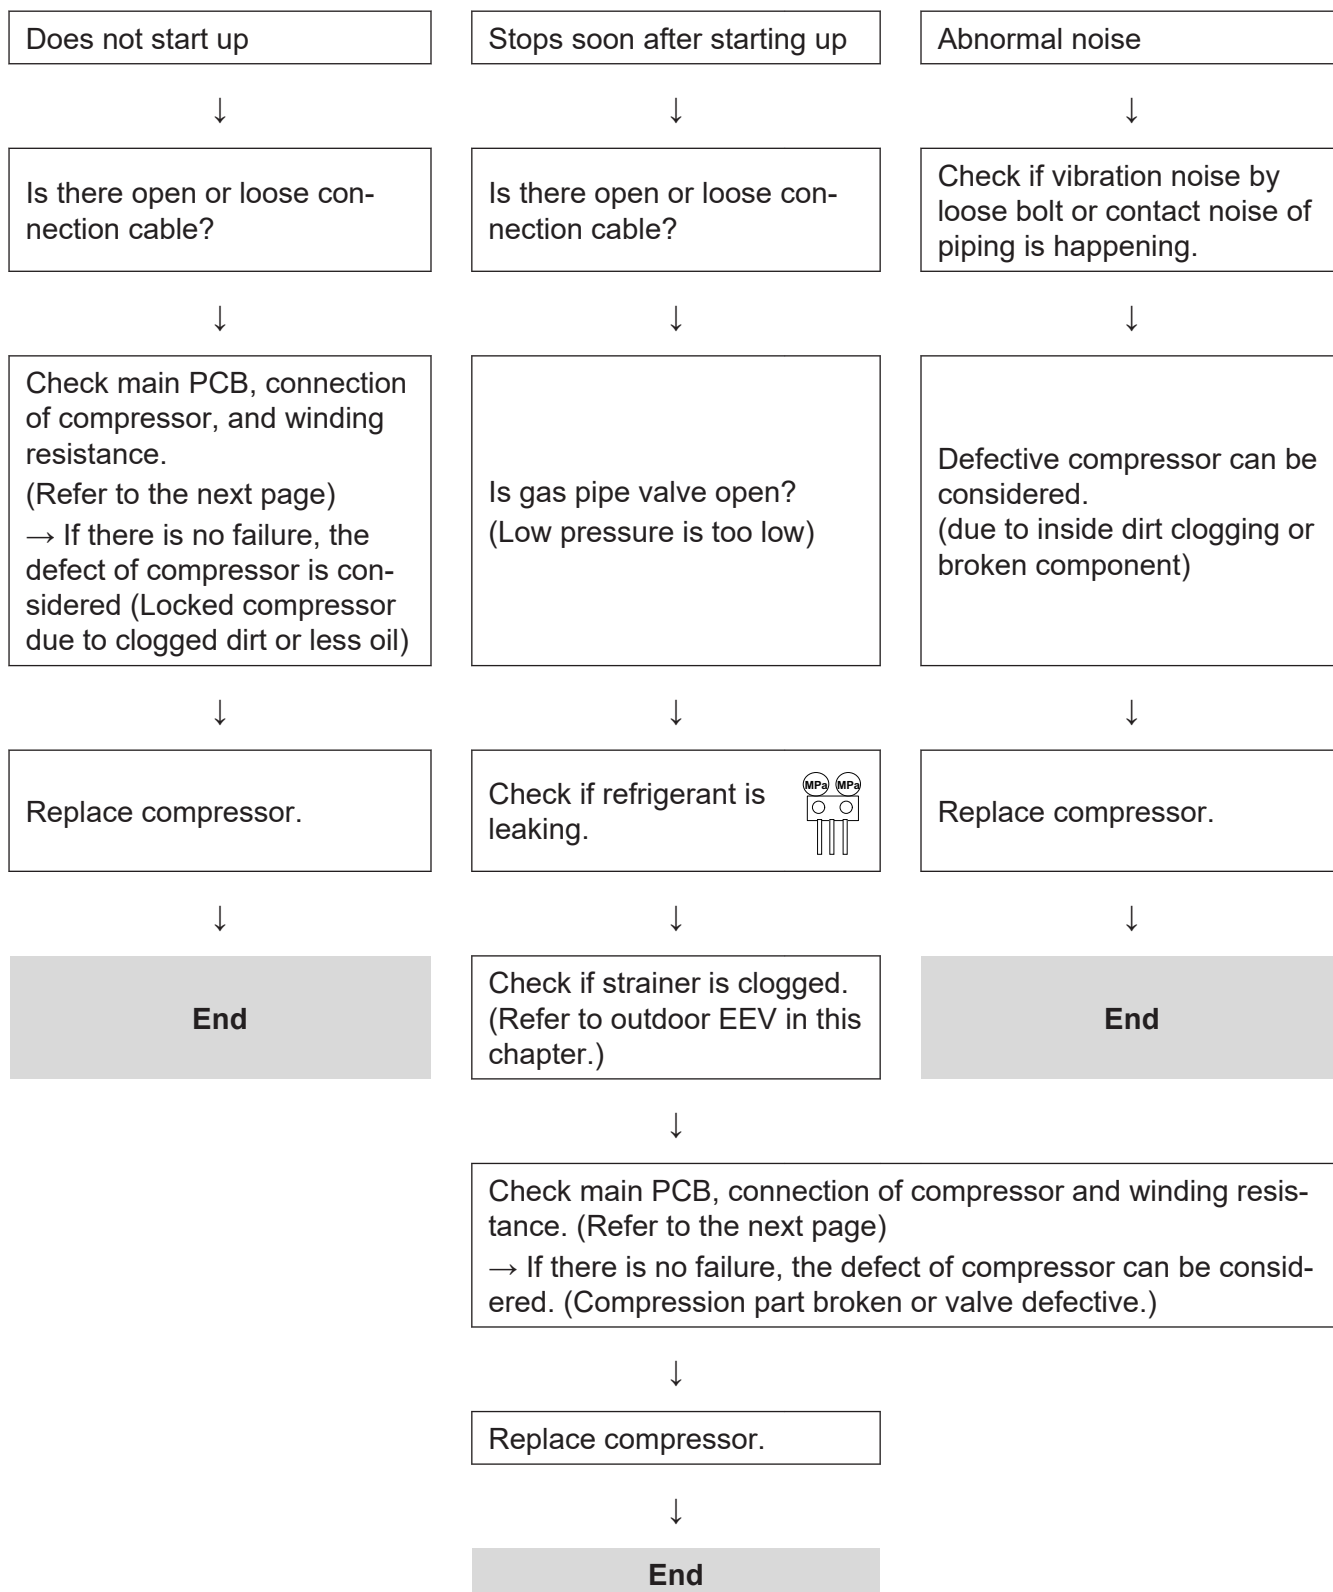 Does not start up
Stops soon after starting up
Abnormal noise
↓
↓
↓
Is there open or loose con-
nection cable?
Is there open or loose con-
nection cable?
Check if vibration noise by
loose bolt or contact noise of
piping is happening.
↓
↓
↓
Check main PCB, connection
of compressor, and winding
resistance.
(Refer to the next page)
→ If there is no failure, the
defect of compressor is con-
sidered (Locked compressor
due to clogged dirt or less oil)
Is gas pipe valve open?
(Low pressure is too low)
Defective compressor can be
considered.
(due to inside dirt clogging or
broken component)
↓
↓
↓
Replace compressor.
Check if refrigerant is
leaking.
MPa MPa
Replace compressor.
↓
↓
↓
End
Check if strainer is clogged.
(Refer to outdoor EEV in this
chapter.)
End
↓
Check main PCB, connection of compressor and winding resis-
tance. (Refer to the next page)
→ If there is no failure, the defect of compressor can be consid-
ered. (Compression part broken or valve defective.)
↓
Replace compressor.
↓
End